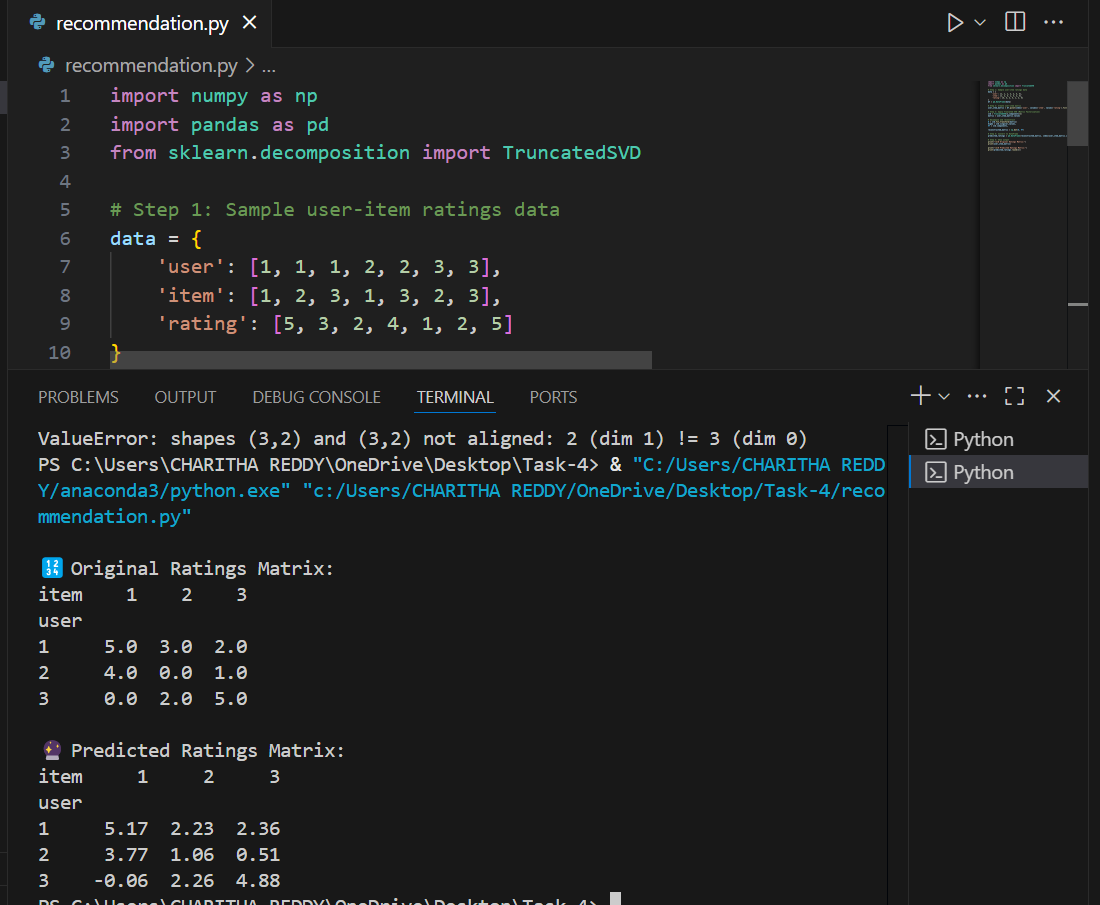 recommendation.py
recommendation.py > ...
1 import numpy as np
2 import pandas as pd
3 from sklearn.decomposition import TruncatedSVD
4
5 # Step 1: Sample user-item ratings data
6 data = {
7 'user': [1, 1, 1, 2, 2, 3, 3],
8 'item': [1, 2, 3, 1, 3, 2, 3],
9 'rating': [5, 3, 2, 4, 1, 2, 5]
10 }
PROBLEMS OUTPUT DEBUG CONSOLE TERMINAL PORTS
ValueError: shapes (3,2) and (3,2) not aligned: 2 (dim 1) != 3 (dim 0)
PS C:\Users\CHARITHA REDDY\OneDrive\Desktop\Task-4> & "C:/Users/CHARITHA REDD
Y/anaconda3/python.exe" "c:/Users/CHARITHA REDDY/OneDrive/Desktop/Task-4/reco
mmendation.py"
🔢 Original Ratings Matrix:
item 1 2 3
user
1 5.0 3.0 2.0
2 4.0 0.0 1.0
3 0.0 2.0 5.0
🔮 Predicted Ratings Matrix:
item 1 2 3
user
1 5.17 2.23 2.36
2 3.77 1.06 0.51
3 -0.06 2.26 4.88
PS C:\Users\CHARITHA REDDY\OneDrive\Desktop\Task-4>
Python
Python